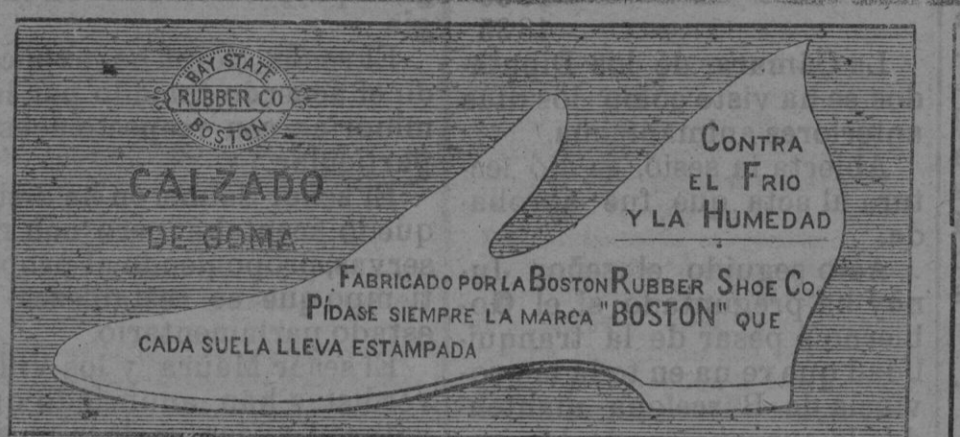 BAY STATE
RUBBER CO
BOSTON
CALZADO
DE GOMA
CONTRA
EL FRIO
Y LA HUMEDAD
FABRICADO POR LA BOSTON RUBBER SHOE CO.
PÍDASE SIEMPRE LA MARCA "BOSTON" QUE
CADA SUELA LLEVA ESTAMPADA